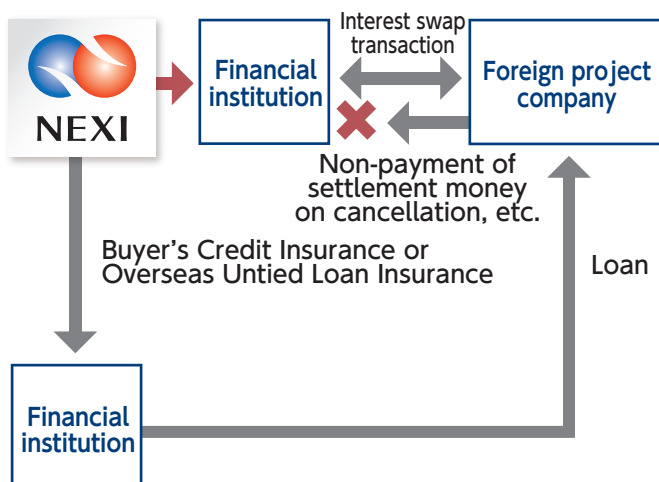 NEXI
Financial
institution
Interest swap
transaction
Foreign project
company
Non-payment of
settlement money
on cancellation, etc.
Buyer’s Credit Insurance or
Overseas Untied Loan Insurance
Loan
Financial
institution